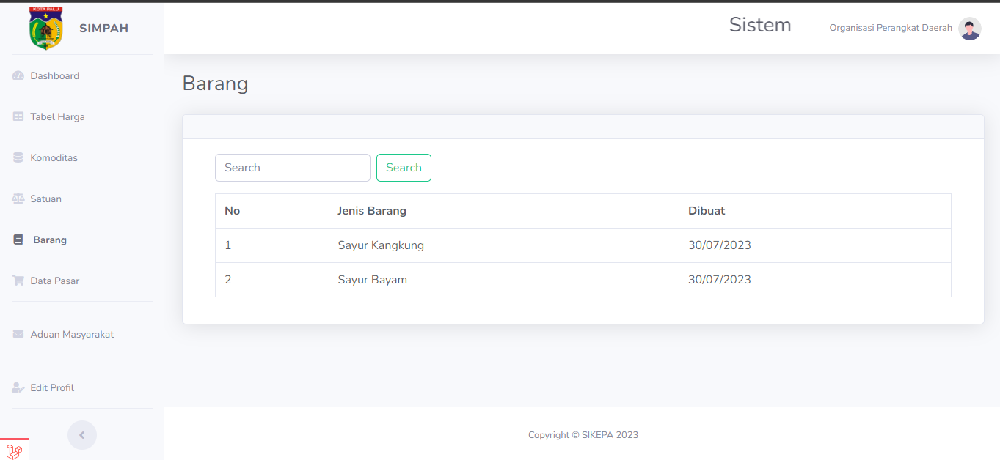 KOTA PALU
SIMPAH
Sistem
Organisasi Perangkat Daerah
Dashboard
Tabel Harga
Komoditas
Satuan
Barang
Data Pasar
Aduan Masyarakat
Edit Profil
Barang
Search Search
No Jenis Barang Dibuat
1 Sayur Kangkung 30/07/2023
2 Sayur Bayam 30/07/2023
Copyright © SIKEPA 2023